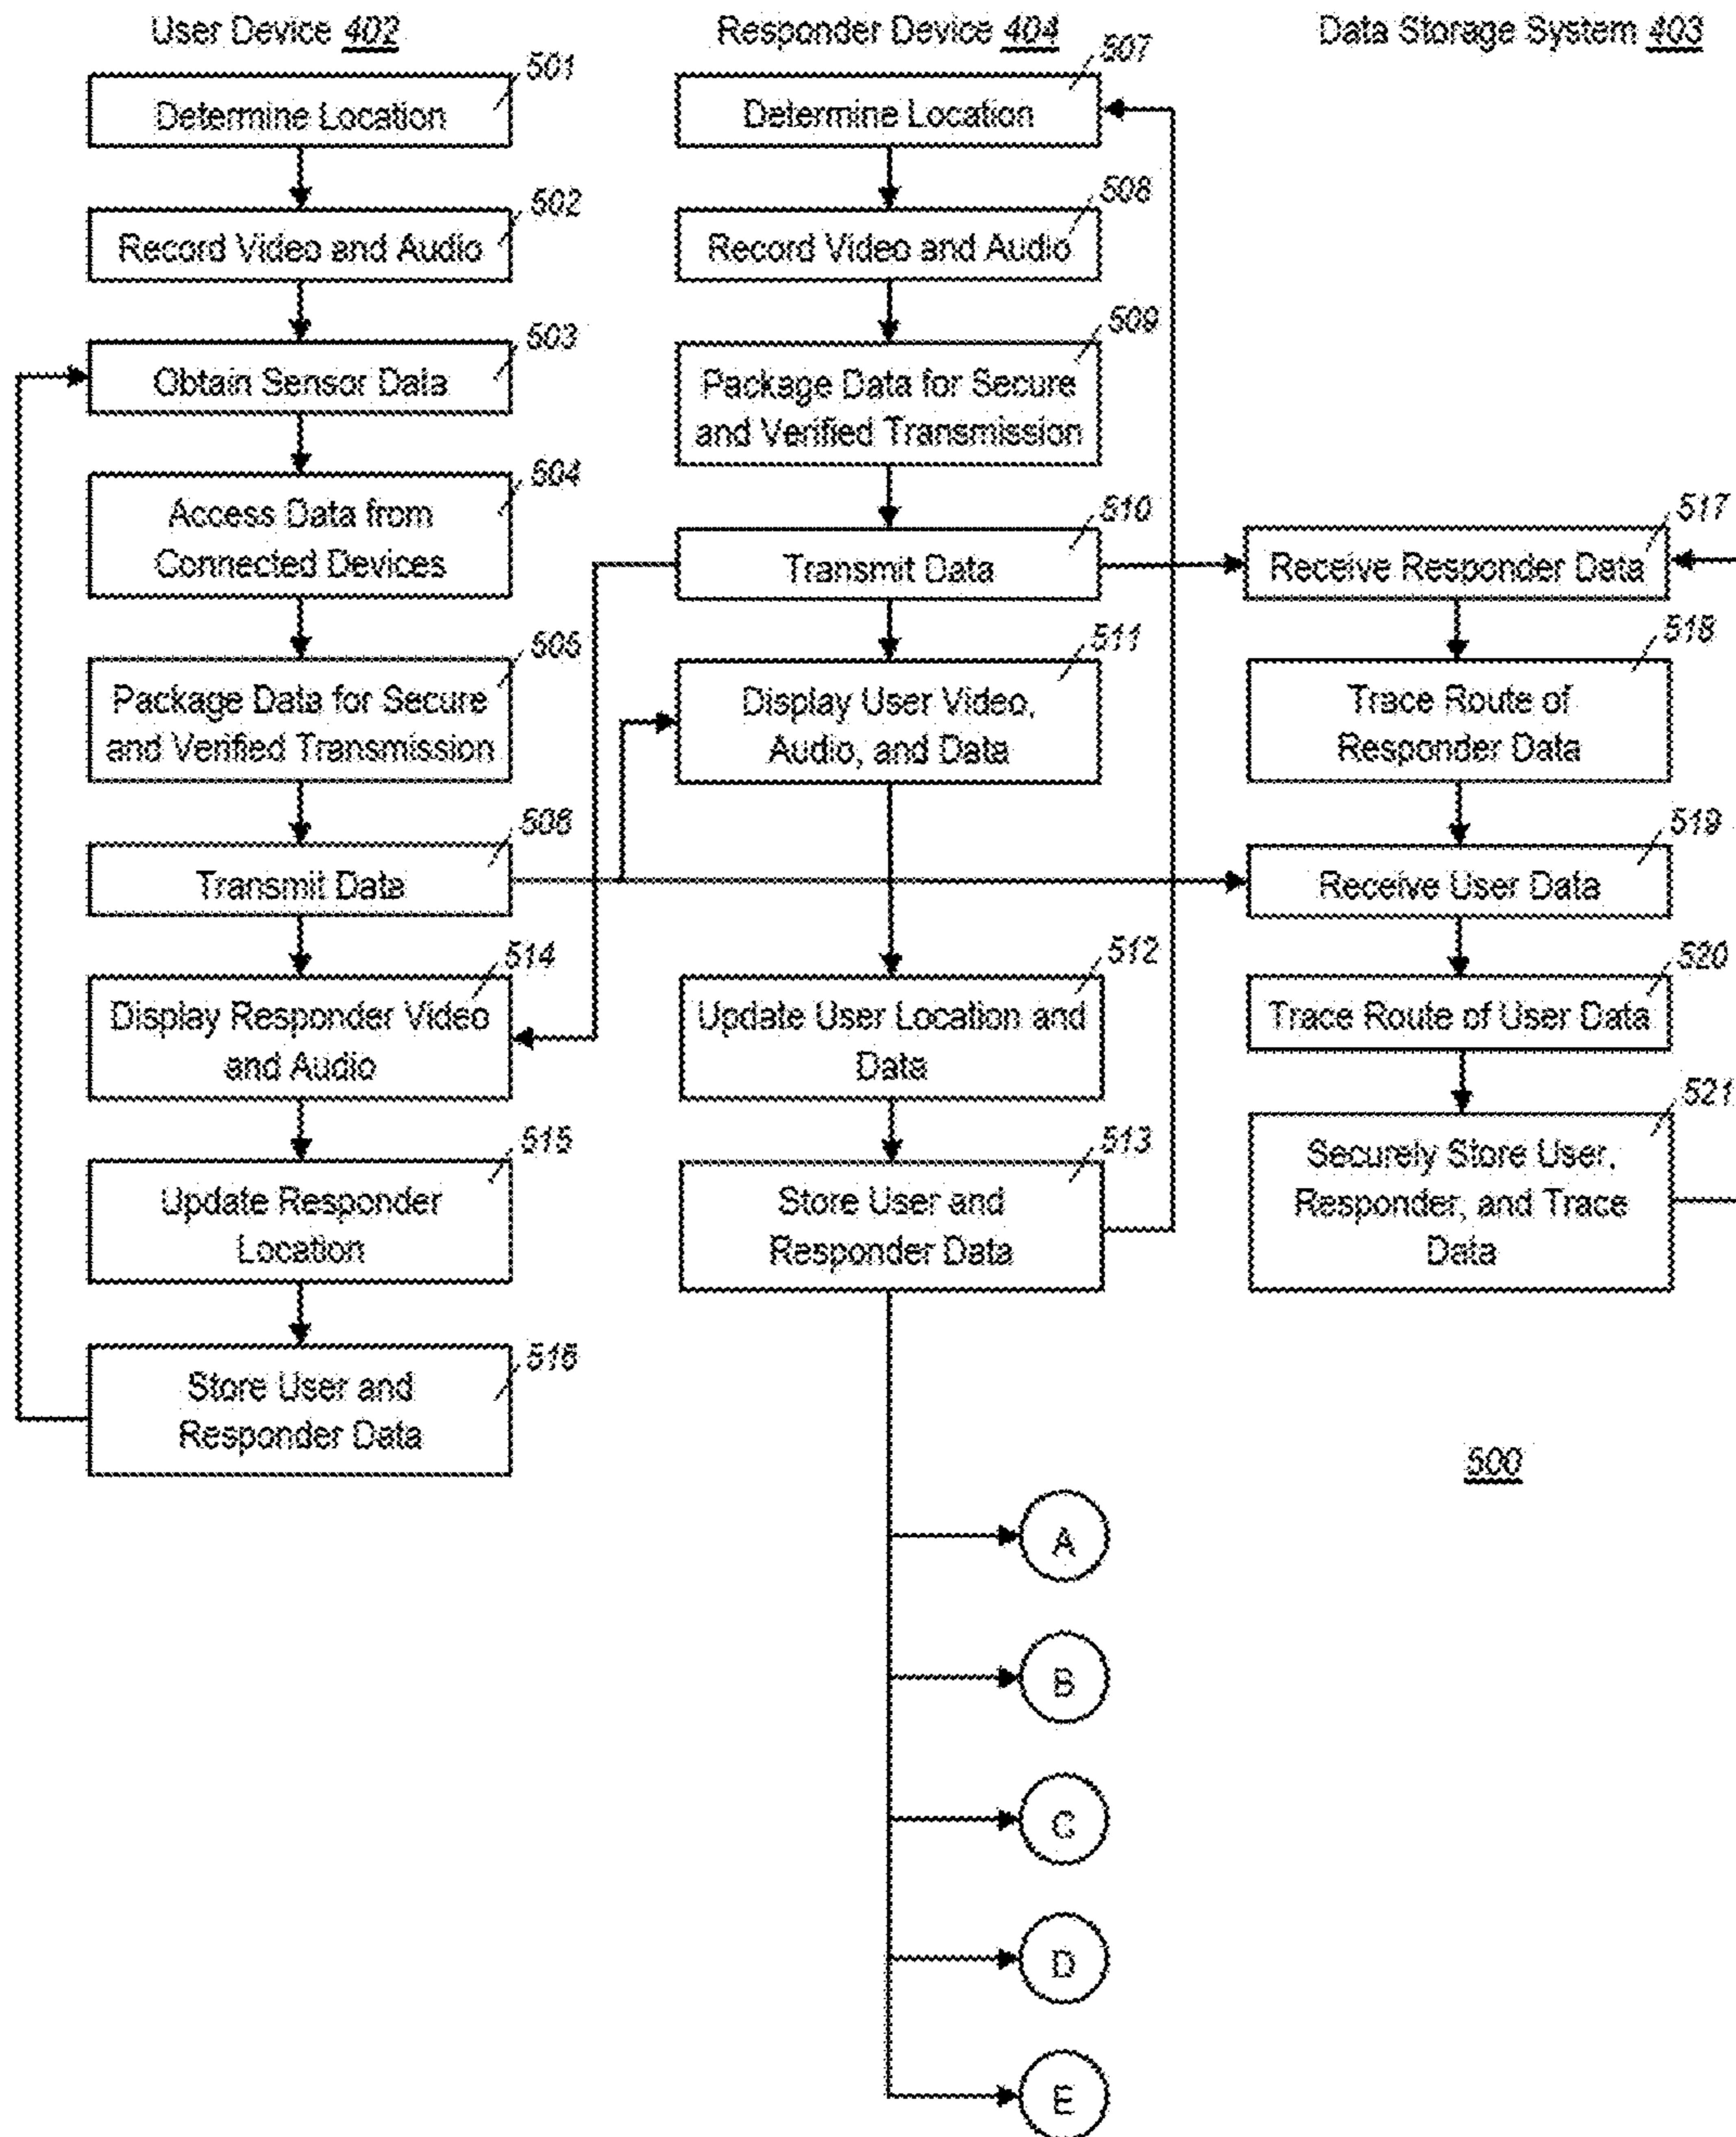 User Device 402
501
Determine Location
502
Record Video and Audio
503
Obtain Sensor Data
504
Access Data from
Connected Devices
505
Package Data for Secure
and Verified Transmission
506
Transmit Data
514
Display Responder Video
and Audio
515
Update Responder
Location
516
Store User and
Responder Data
Responder Device 404
507
Determine Location
508
Record Video and Audio
509
Package Data for Secure
and Verified Transmission
510
Transmit Data
511
Display User Video,
Audio, and Data
512
Update User Location and
Data
513
Store User and
Responder Data
A
B
C
D
E
Data Storage System 403
517
Receive Responder Data
518
Trace Route of
Responder Data
519
Receive User Data
520
Trace Route of User Data
521
Securely Store User,
Responder, and Trace
Data
500